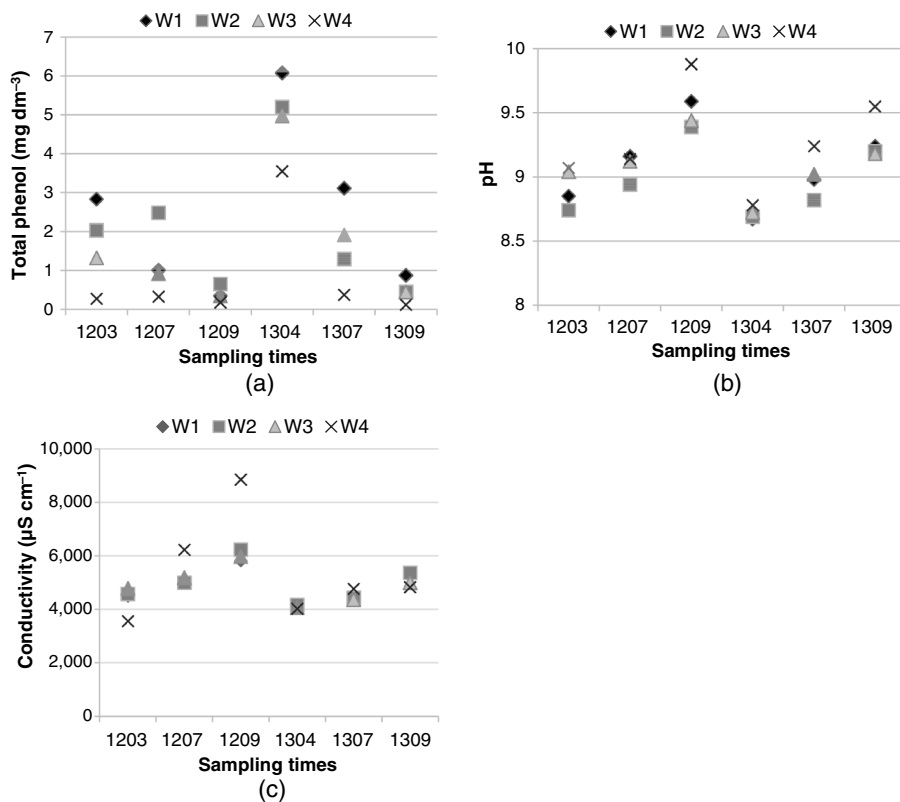 W1 W2 W3 W4
7
6
5
4
3
2
1
0
Total phenol (mg dm⁻³)
1203 1207 1209 1304 1307 1309
Sampling times
(a)
W1 W2 W3 W4
10
9.5
9
8.5
8
pH
1203 1207 1209 1304 1307 1309
Sampling times
(b)
W1 W2 W3 W4
10,000
8,000
6,000
4,000
2,000
0
Conductivity (µS cm⁻¹)
1203 1207 1209 1304 1307 1309
Sampling times
(c)